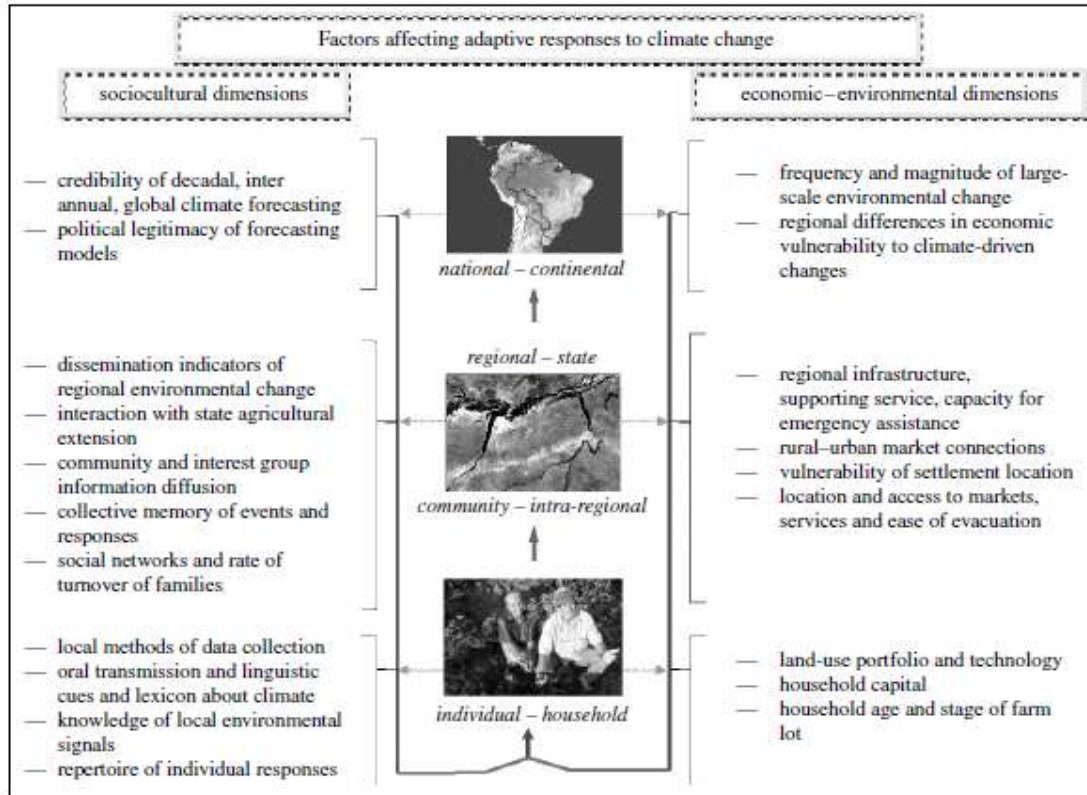 Factors affecting adaptive responses to climate change
sociocultural dimensions
economic–environmental dimensions
— credibility of decadal, inter
annual, global climate forecasting
— political legitimacy of forecasting
models
national – continental
— frequency and magnitude of large-
scale environmental change
— regional differences in economic
vulnerability to climate-driven
changes
— dissemination indicators of
regional environmental change
— interaction with state agricultural
extension
— community and interest group
information diffusion
— collective memory of events and
responses
— social networks and rate of
turnover of families
regional – state
community – intra-regional
— regional infrastructure,
supporting service, capacity for
emergency assistance
— rural–urban market connections
— vulnerability of settlement location
— location and access to markets,
services and ease of evacuation
— local methods of data collection
— oral transmission and linguistic
cues and lexicon about climate
— knowledge of local environmental
signals
— repertoire of individual responses
individual – household
— land-use portfolio and technology
— household capital
— household age and stage of farm
lot